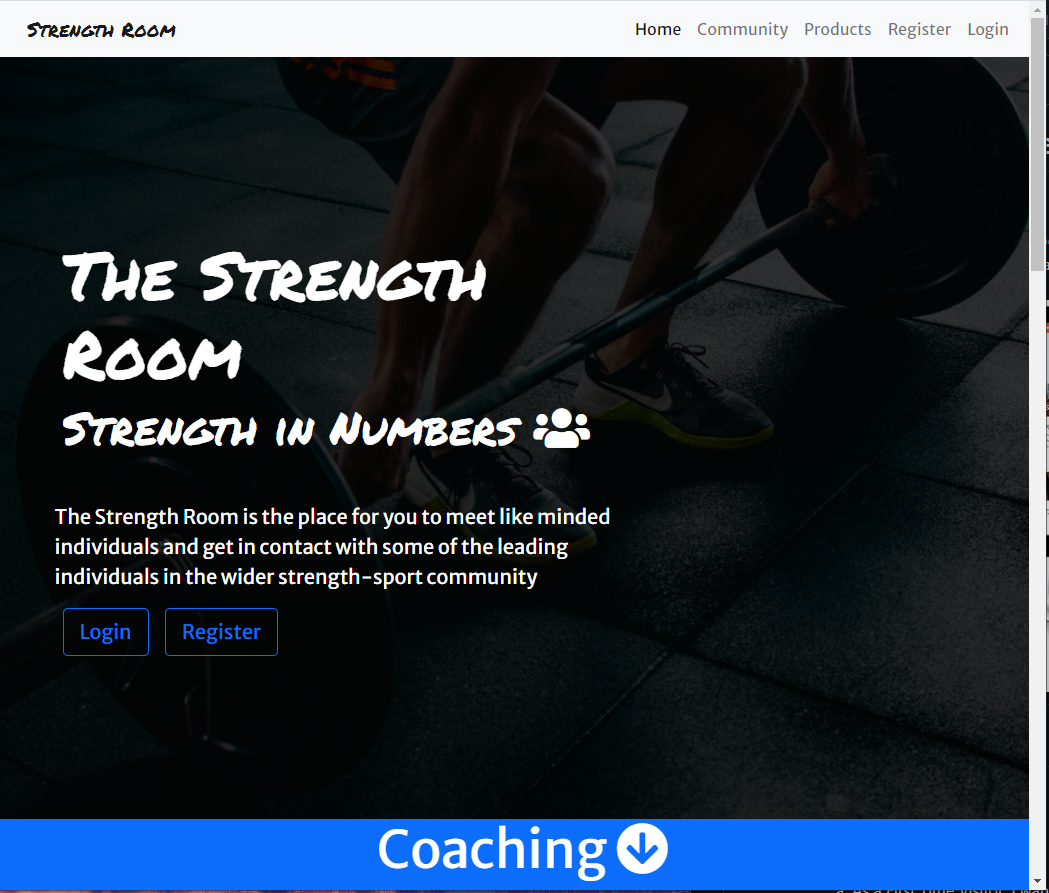 Strength Room
Home Community Products Register Login
The Strength
Room
Strength in Numbers
The Strength Room is the place for you to meet like minded
individuals and get in contact with some of the leading
individuals in the wider strength-sport community
Login Register
Coaching